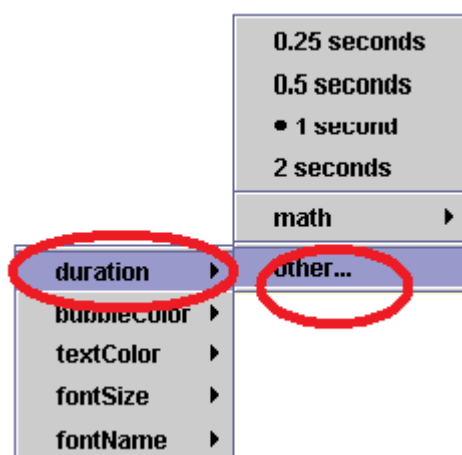 0.25 seconds
0.5 seconds
• 1 second
2 seconds
math
other...
duration
bubbleColor
textColor
fontSize
fontName